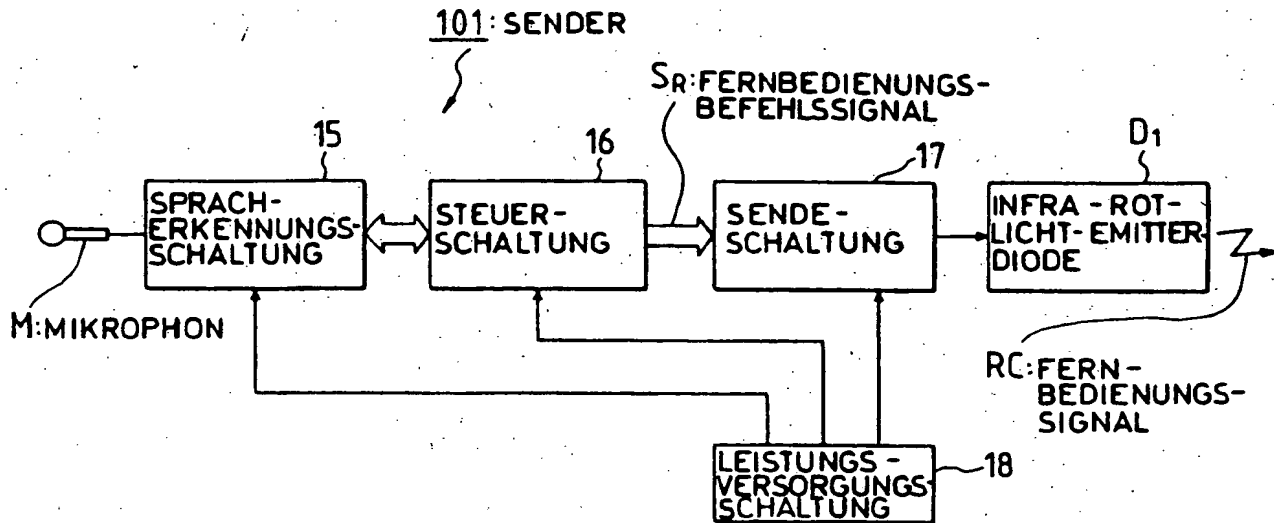 101: SENDER
SR: FERNBEDIENUNGS-
BEFEHLSSIGNAL
15
SPRACH-
ERKENNUNGS-
SCHALTUNG
16
STEUER-
SCHALTUNG
17
SENDE-
SCHALTUNG
D1
INFRA-ROT-
LICHT-EMITTER-
DIODE
M: MIKROPHON
RC: FERN-
BEDIENUNGS-
SIGNAL
LEISTUNGS-
VERSORGUNGS-
SCHALTUNG
18